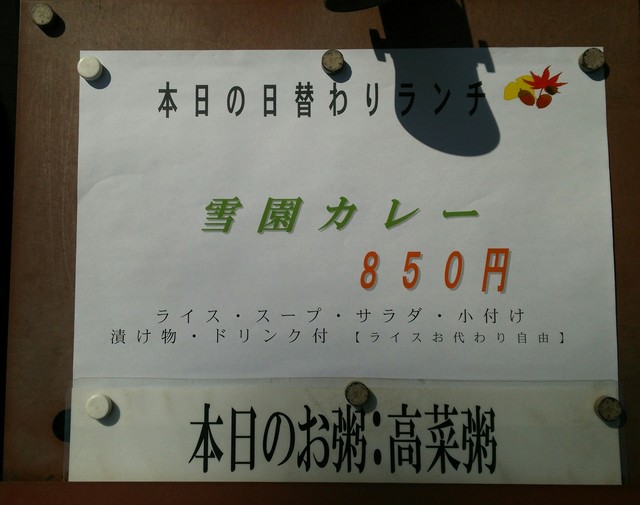 本日の日替わりランチ
雪園カレー
850円
ライス・スープ・サラダ・小付け
漬け物・ドリンク付【ライスお代わり自由】
本日のお粥:高菜粥